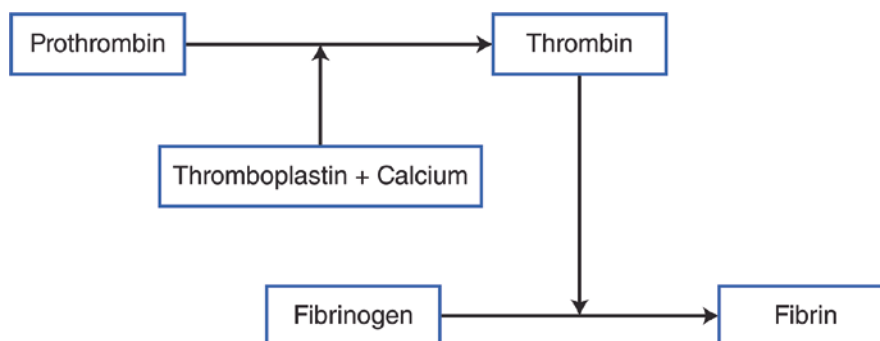 Prothrombin
Thrombin
Thromboplastin + Calcium
Fibrinogen
Fibrin